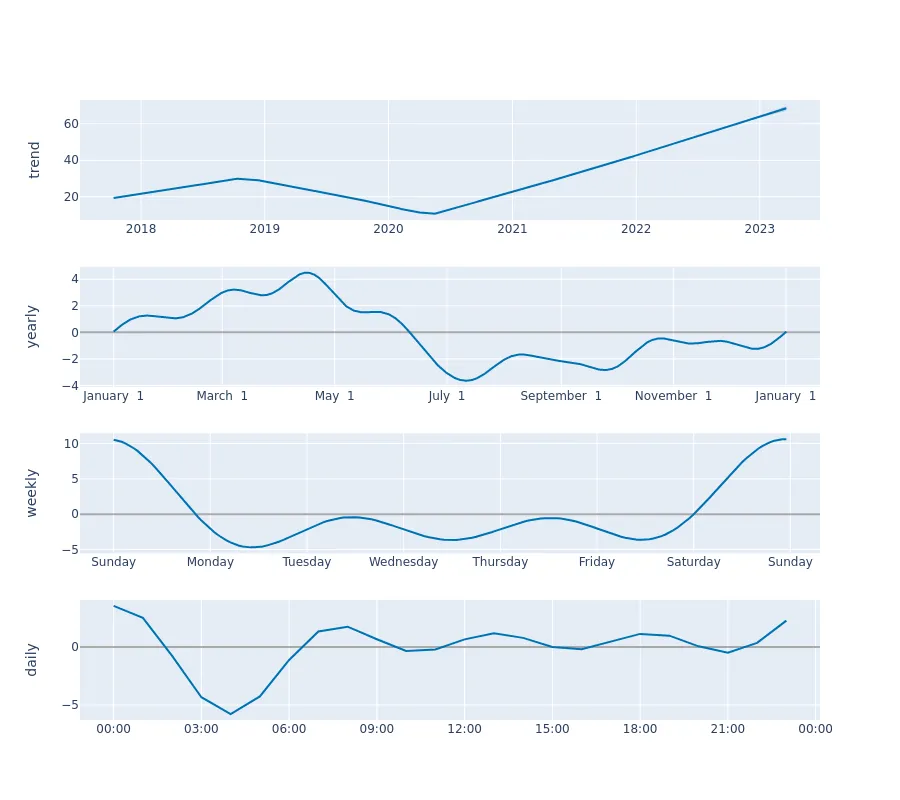 trend
60
40
20
2018 2019 2020 2021 2022 2023
yearly
4
2
0
−2
−4
January 1 March 1 May 1 July 1 September 1 November 1 January 1
weekly
10
5
0
−5
Sunday Monday Tuesday Wednesday Thursday Friday Saturday Sunday
daily
0
−5
00:00 03:00 06:00 09:00 12:00 15:00 18:00 21:00 00:00